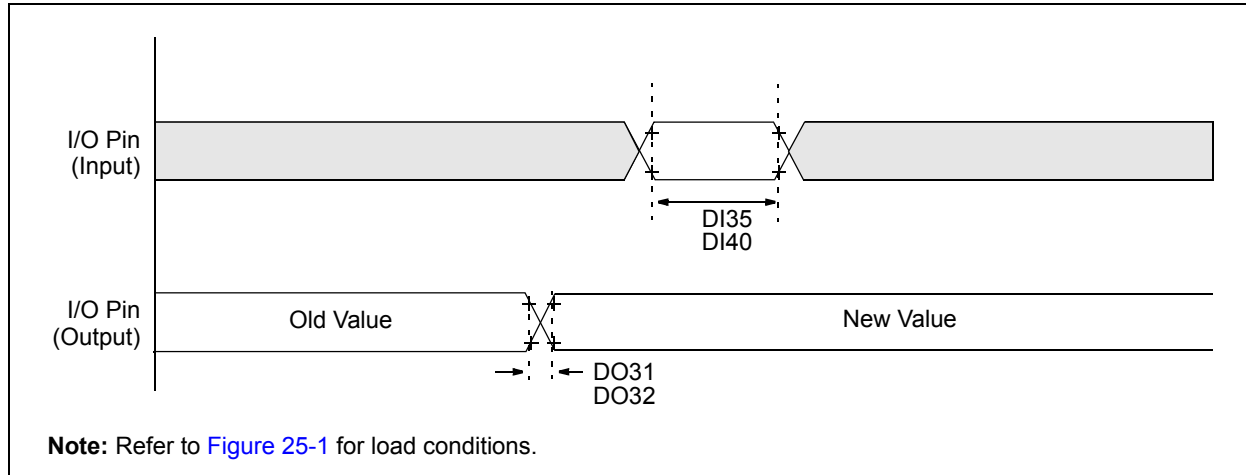 I/O Pin
(Input)
DI35
DI40
I/O Pin
(Output)
Old Value
New Value
DO31
DO32
Note: Refer to Figure 25-1 for load conditions.